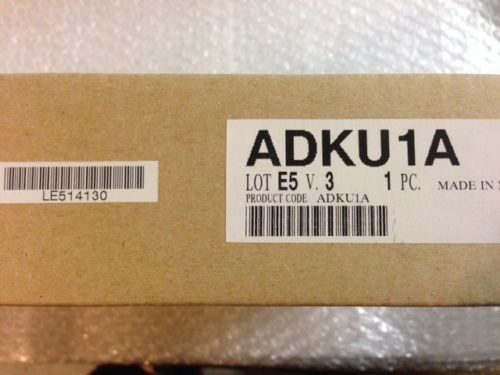 ADKU1A
LOT E5 V. 3 1 PC. MADE IN
PRODUCT CODE ADKU1A
LE514130